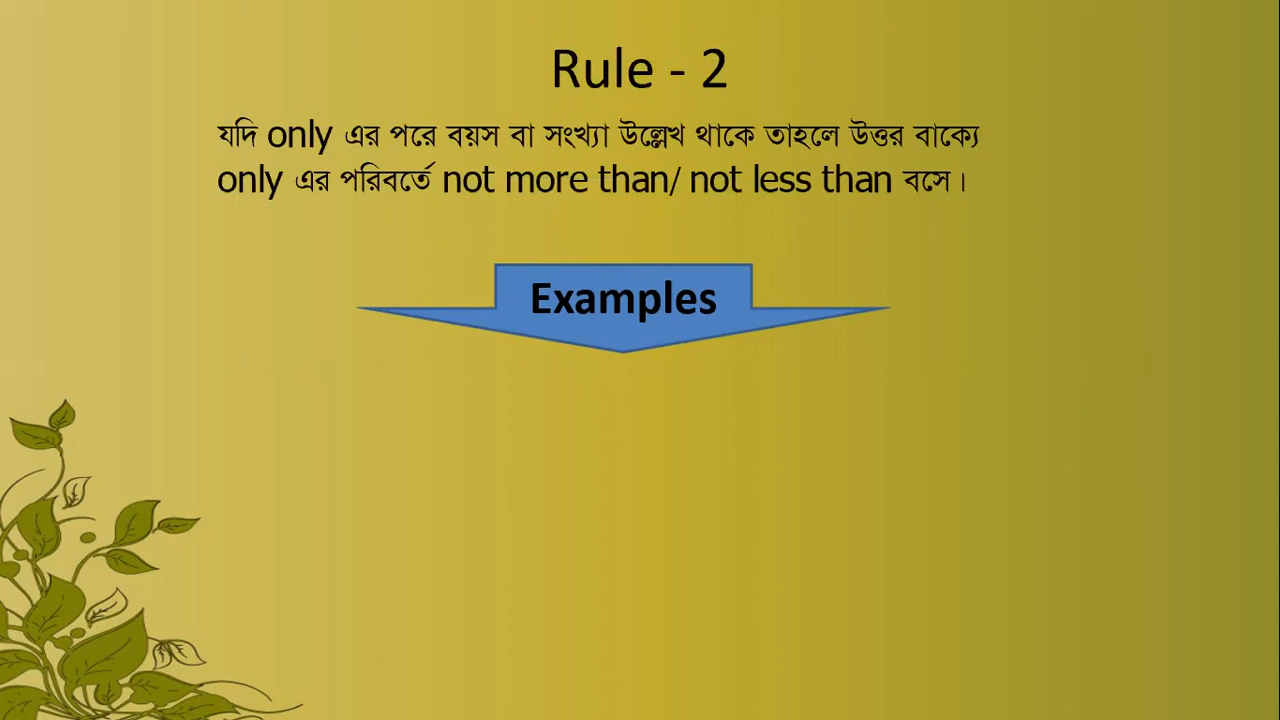 Rule - 2
যদি only এর পরে বয়স বা সংখ্যা উল্লেখ থাকে তাহলে উত্তর বাক্যে
only এর পরিবর্তে not more than/ not less than বসে।
Examples